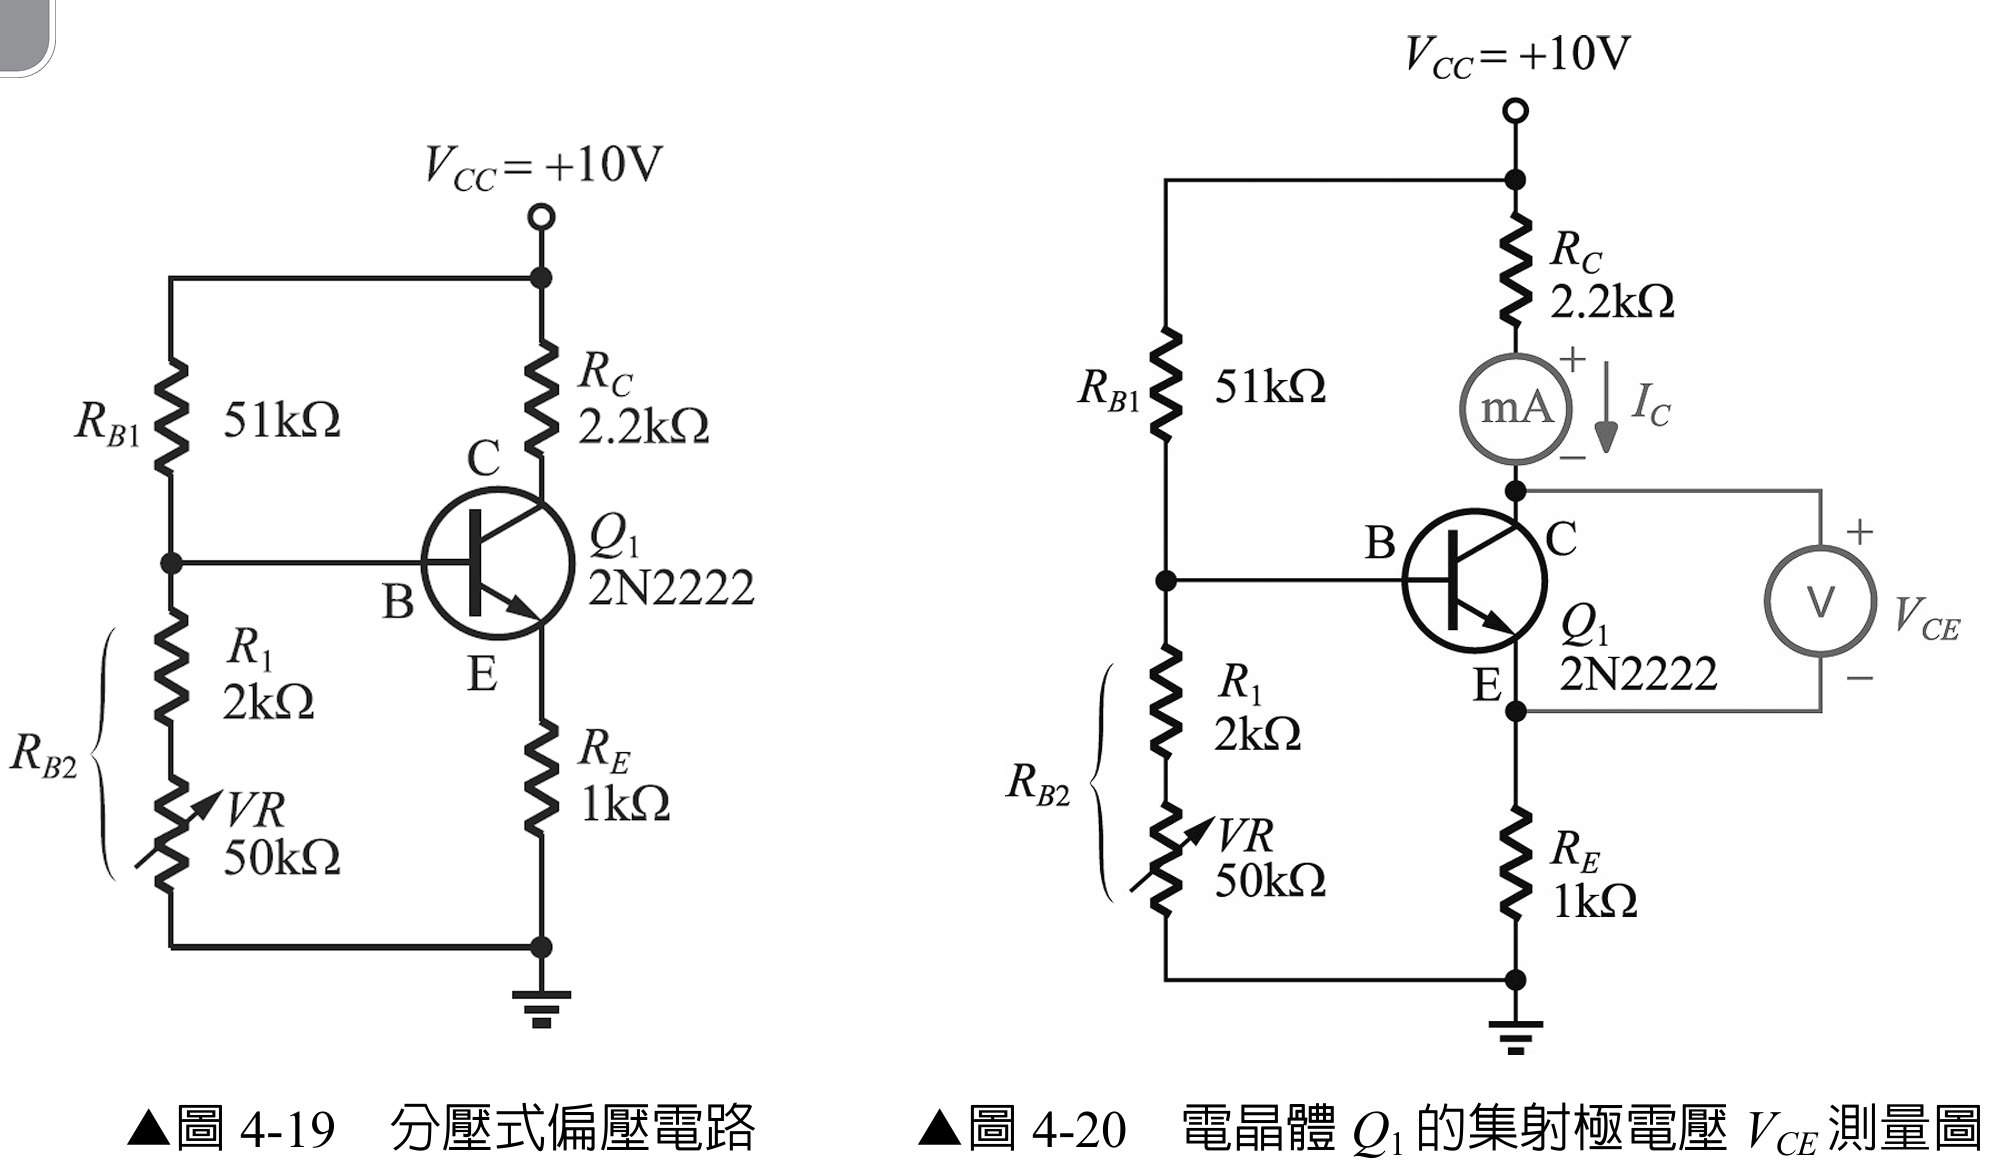 V_CC = +10V
R_B1
51kΩ
R_C
2.2kΩ
C
B
E
Q_1
2N2222
R_B2
R_1
2kΩ
VR
50kΩ
R_E
1kΩ
▲圖 4-19 分壓式偏壓電路
V_CC = +10V
R_C
2.2kΩ
R_B1
51kΩ
+
mA
I_C
−
B
C
+
V
V_CE
−
Q_1
2N2222
E
R_B2
R_1
2kΩ
VR
50kΩ
R_E
1kΩ
▲圖 4-20 電晶體 Q_1 的集射極電壓 V_CE 測量圖